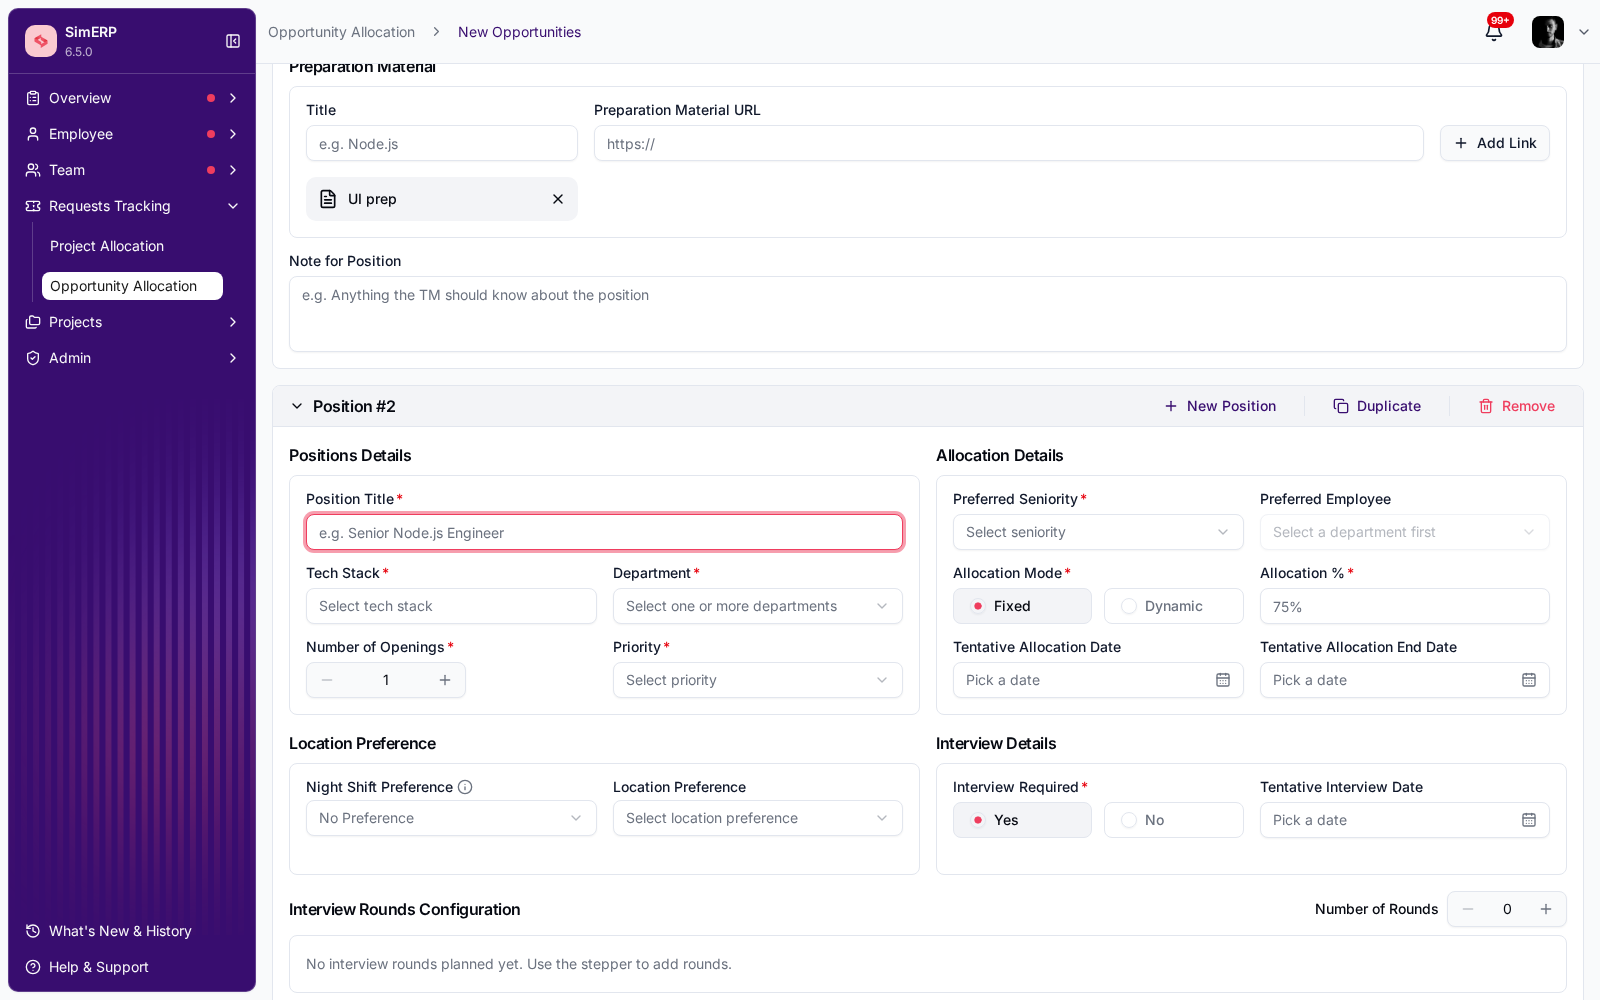 SimERP
6.5.0
Overview
Employee
Team
Requests Tracking
Project Allocation
Opportunity Allocation
Projects
Admin
What's New & History
Help & Support
Opportunity Allocation
New Opportunities
99+
Preparation Material
Title
Preparation Material URL
e.g. Node.js
https://
Add Link
UI prep
Note for Position
e.g. Anything the TM should know about the position
Position #2
New Position
Duplicate
Remove
Positions Details
Position Title*
e.g. Senior Node.js Engineer
Tech Stack*
Department*
Select tech stack
Select one or more departments
Number of Openings*
Priority*
1
Select priority
Allocation Details
Preferred Seniority*
Preferred Employee
Select seniority
Select a department first
Allocation Mode*
Allocation %*
Fixed
Dynamic
75%
Tentative Allocation Date
Tentative Allocation End Date
Pick a date
Pick a date
Location Preference
Night Shift Preference
Location Preference
No Preference
Select location preference
Interview Details
Interview Required*
Tentative Interview Date
Yes
No
Pick a date
Interview Rounds Configuration
Number of Rounds
0
No interview rounds planned yet. Use the stepper to add rounds.